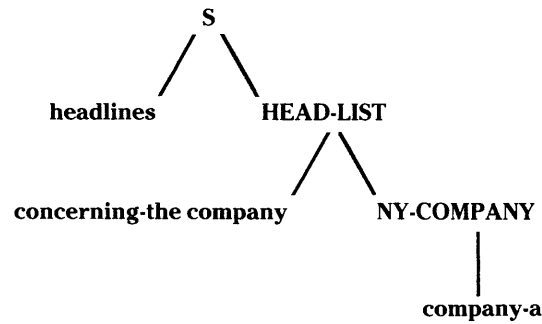 S
headlines HEAD-LIST
concerning-the company NY-COMPANY
company-a